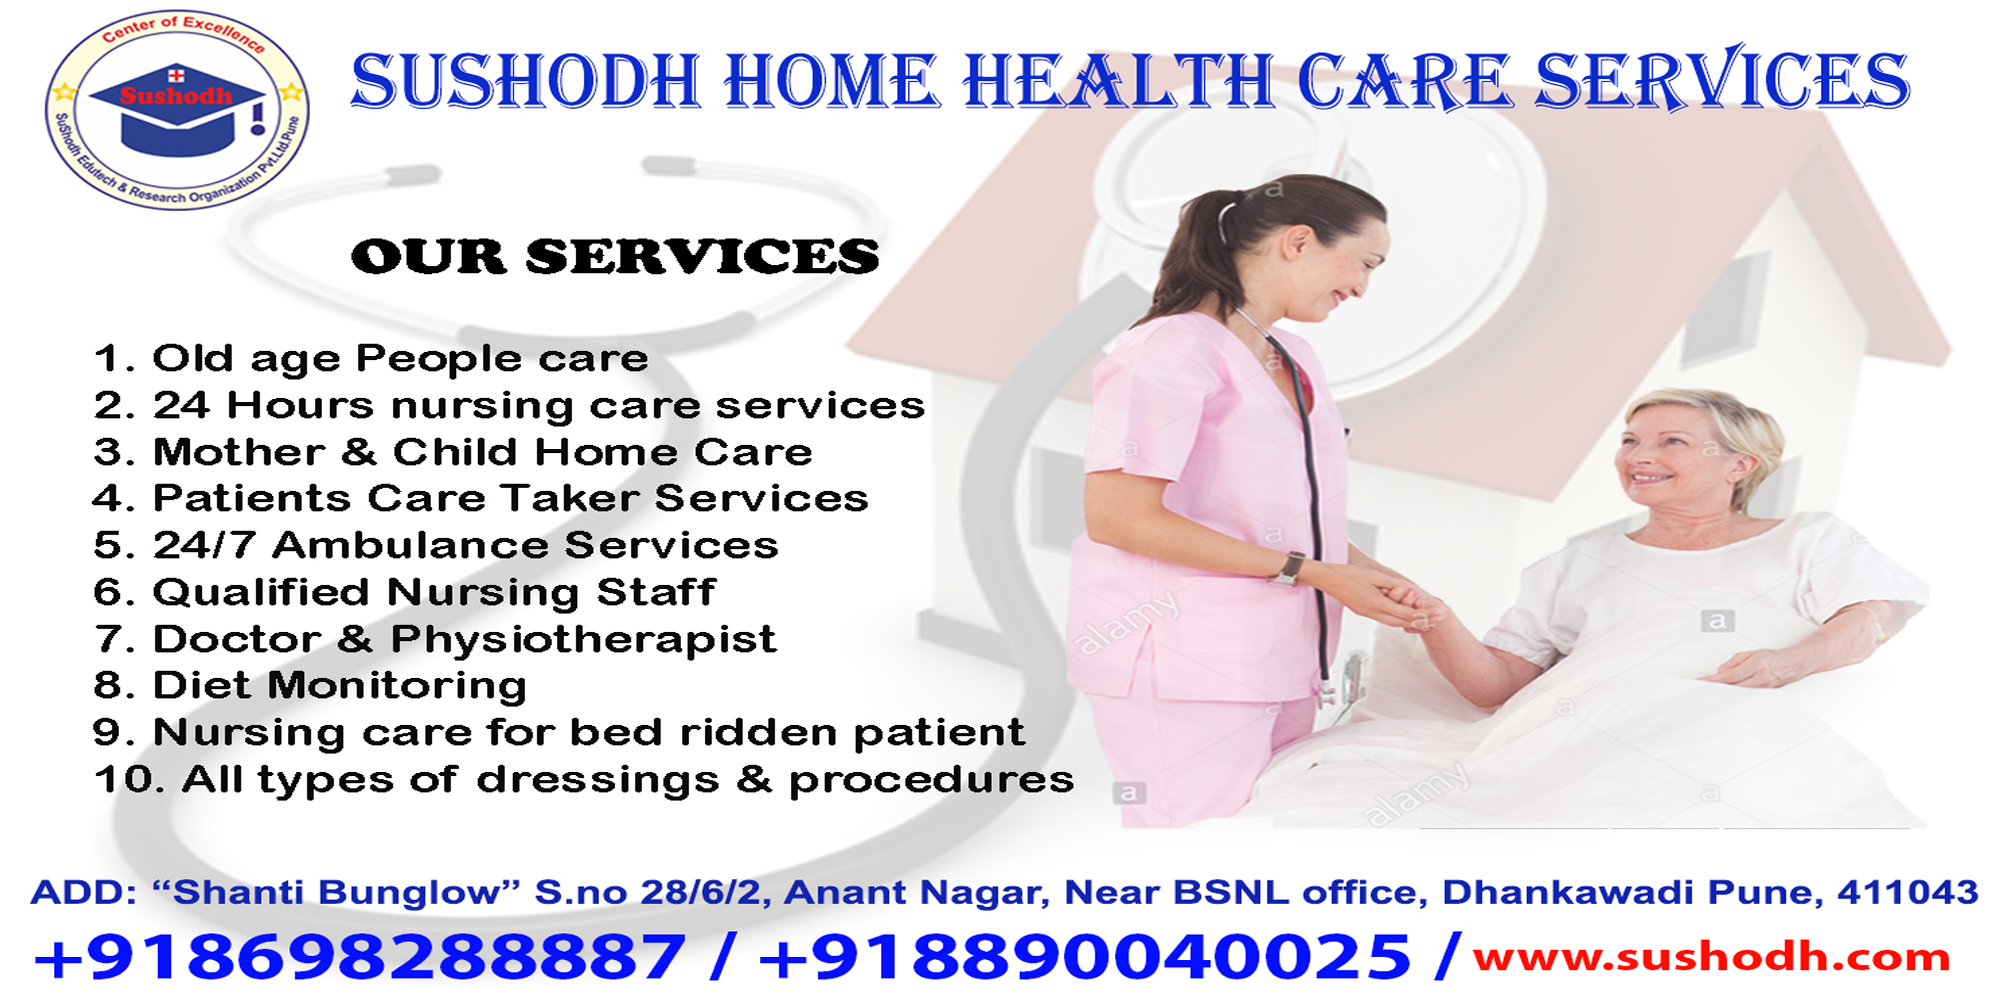 Center of Excellence
Sushodh
SuShodh Edutech & Research Organization Pvt.Ltd.Pune
SUSHODH HOME HEALTH CARE SERVICES
OUR SERVICES
1. Old age People care
2. 24 Hours nursing care services
3. Mother & Child Home Care
4. Patients Care Taker Services
5. 24/7 Ambulance Services
6. Qualified Nursing Staff
7. Doctor & Physiotherapist
8. Diet Monitoring
9. Nursing care for bed ridden patient
10. All types of dressings & procedures
alamy
alamy
a
a
ADD: “Shanti Bunglow” S.no 28/6/2, Anant Nagar, Near BSNL office, Dhankawadi Pune, 411043
+918698288887 / +918890040025 / www.sushodh.com